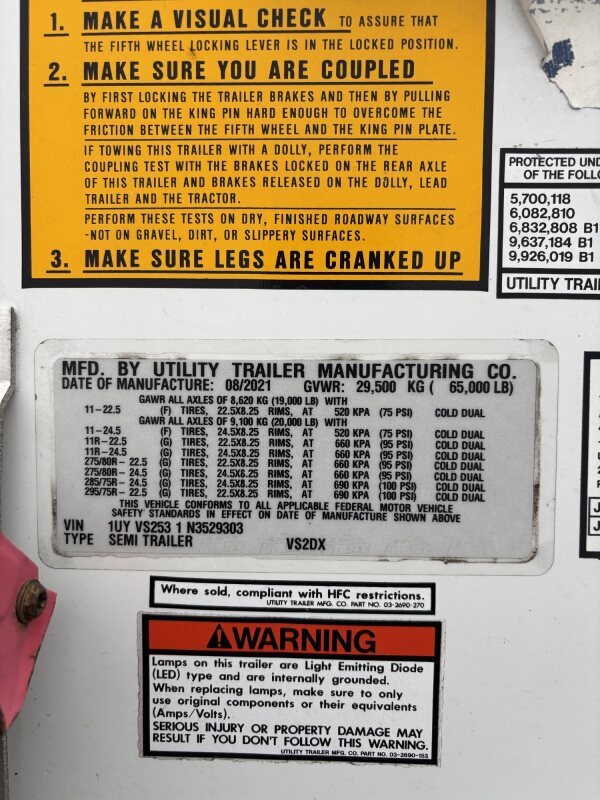 1. MAKE A VISUAL CHECK TO ASSURE THAT
THE FIFTH WHEEL LOCKING LEVER IS IN THE LOCKED POSITION.
2. MAKE SURE YOU ARE COUPLED
BY FIRST LOCKING THE TRAILER BRAKES AND THEN BY PULLING
FORWARD ON THE KING PIN HARD ENOUGH TO OVERCOME THE
FRICTION BETWEEN THE FIFTH WHEEL AND THE KING PIN PLATE.
IF TOWING THIS TRAILER WITH A DOLLY, PERFORM THE
COUPLING TEST WITH THE BRAKES LOCKED ON THE REAR AXLE
OF THIS TRAILER AND BRAKES RELEASED ON THE DOLLY, LEAD
TRAILER AND THE TRACTOR.
PERFORM THESE TESTS ON DRY, FINISHED ROADWAY SURFACES
-NOT ON GRAVEL, DIRT, OR SLIPPERY SURFACES.
3. MAKE SURE LEGS ARE CRANKED UP
PROTECTED UND
OF THE FOLLO
5,700,118
6,082,810
6,832,808 B1
9,637,184 B1
9,926,019 B1
UTILITY TRAI
MFD. BY UTILITY TRAILER MANUFACTURING CO.
DATE OF MANUFACTURE: 08/2021 GVWR: 29,500 KG ( 65,000 LB)
GAWR ALL AXLES OF 8,620 KG (19,000 LB) WITH
11-22.5 (F) TIRES, 22.5X8.25 RIMS, AT 520 KPA (75 PSI) COLD DUAL
GAWR ALL AXLES OF 9,100 KG (20,000 LB) WITH
11-24.5 (F) TIRES, 24.5X8.25 RIMS, AT 520 KPA (75 PSI) COLD DUAL
11R-22.5 (G) TIRES, 22.5X8.25 RIMS, AT 660 KPA (95 PSI) COLD DUAL
11R-24.5 (G) TIRES, 24.5X8.25 RIMS, AT 660 KPA (95 PSI) COLD DUAL
275/80R-22.5 (G) TIRES, 22.5X8.25 RIMS, AT 660 KPA (95 PSI) COLD DUAL
275/80R-24.5 (G) TIRES, 24.5X8.25 RIMS, AT 660 KPA (95 PSI) COLD DUAL
285/75R-24.5 (G) TIRES, 24.5X8.25 RIMS, AT 690 KPA (100 PSI) COLD DUAL
295/75R-22.5 (G) TIRES, 22.5X8.25 RIMS, AT 690 KPA (100 PSI) COLD DUAL
THIS VEHICLE CONFORMS TO ALL APPLICABLE FEDERAL MOTOR VEHICLE
SAFETY STANDARDS IN EFFECT ON DATE OF MANUFACTURE SHOWN ABOVE
VIN 1UY VS253 1 N3529303
TYPE SEMI TRAILER VS2DX
Where sold, compliant with HFC restrictions.
UTILITY TRAILER MFG. CO. PART NO. 03-2690-270
WARNING
Lamps on this trailer are Light Emitting Diode
(LED) type and are internally grounded.
When replacing lamps, make sure to only
use original components or their equivalents
(Amps/Volts).
SERIOUS INJURY OR PROPERTY DAMAGE MAY
RESULT IF YOU DON'T FOLLOW THIS WARNING.
UTILITY TRAILER MFG. CO. PART NO. 03-2690-153